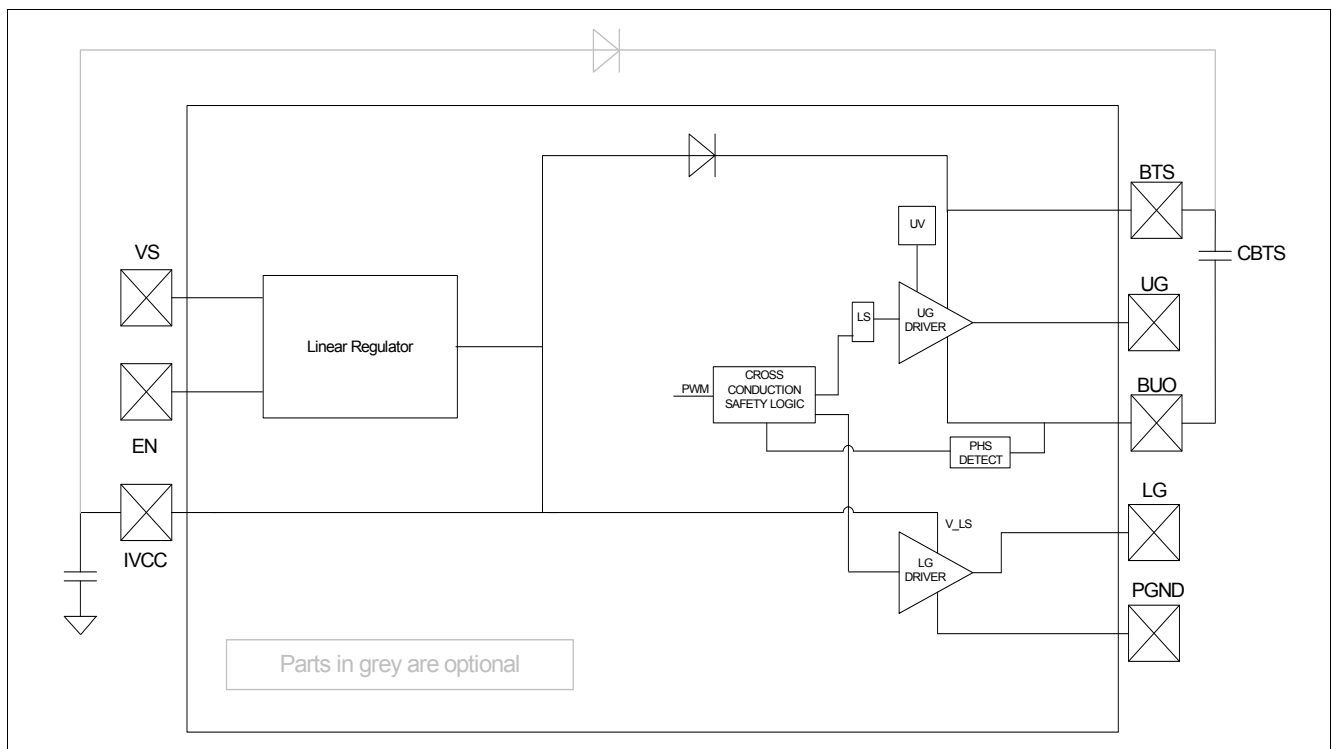 BTS
UV
CBTS
VS
UG
LS
UG
DRIVER
Linear Regulator
CROSS
CONDUCTION
SAFETY LOGIC
PWM
BUO
EN
PHS
DETECT
LG
V_LS
IVCC
LG
DRIVER
PGND
Parts in grey are optional